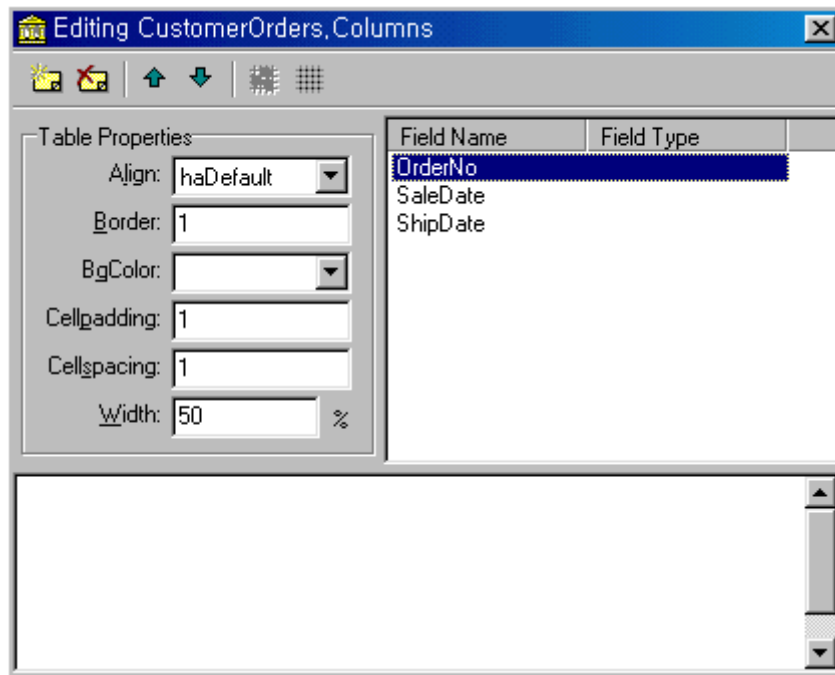 Editing CustomerOrders,Columns
Table Properties
Align: haDefault
Border: 1
BgColor:
Cellpadding: 1
Cellspacing: 1
Width: 50 %
Field Name Field Type
OrderNo
SaleDate
ShipDate